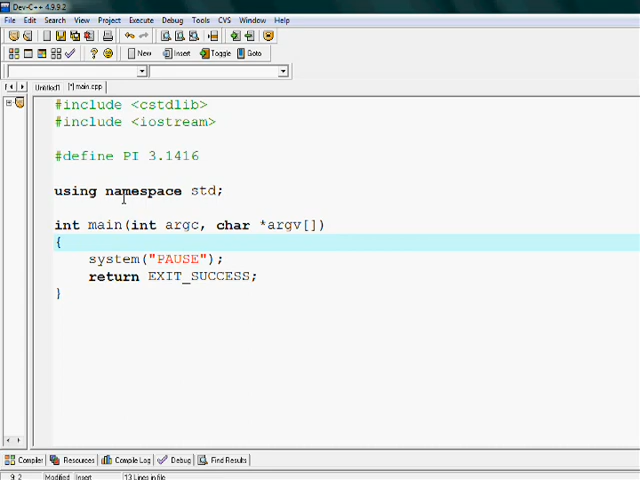 Dev-C++ 4.9.9.2
File Edit Search View Project Execute Debug Tools CVS Window Help
New Insert Toggle Goto
Untitled1 [*] main.cpp
#include <cstdlib>
#include <iostream>
#define PI 3.1416
using namespace std;
int main(int argc, char *argv[])
{
system("PAUSE");
return EXIT_SUCCESS;
}
Compiler Resources Compile Log Debug Find Results
9: 2 Modified Insert 13 Lines in file